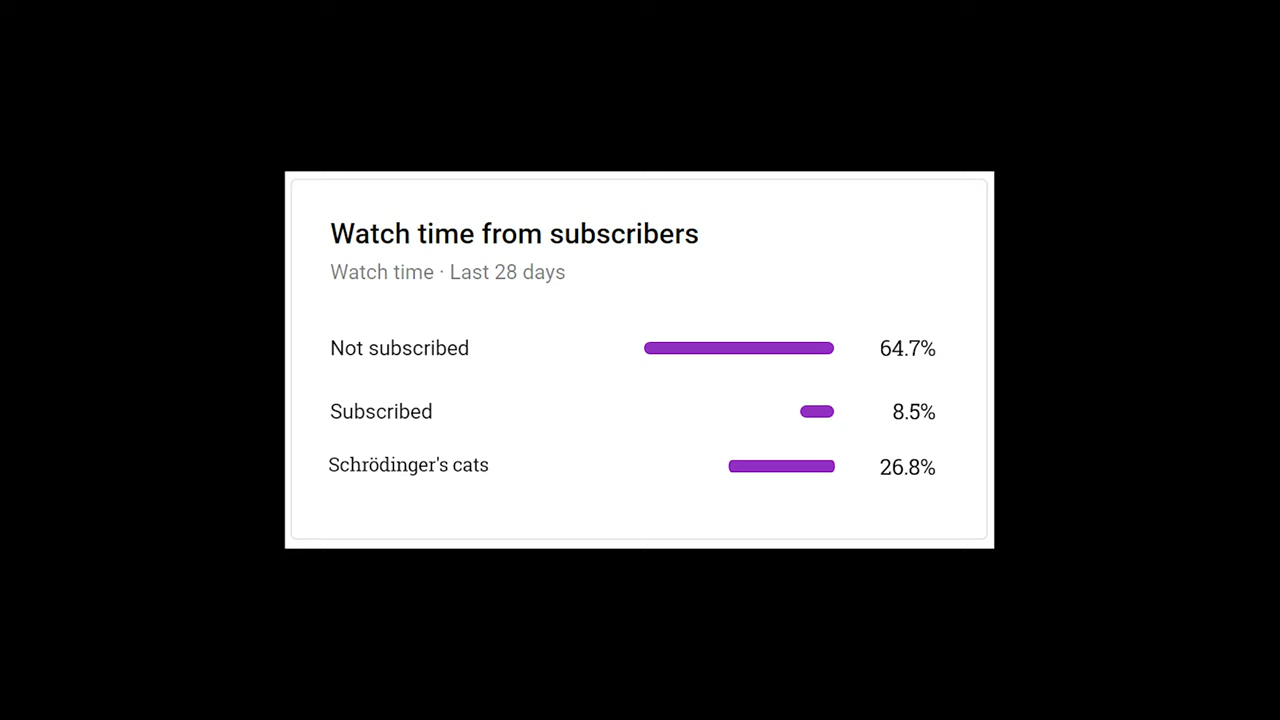 Watch time from subscribers
Watch time · Last 28 days
Not subscribed 64.7%
Subscribed 8.5%
Schrödinger's cats 26.8%